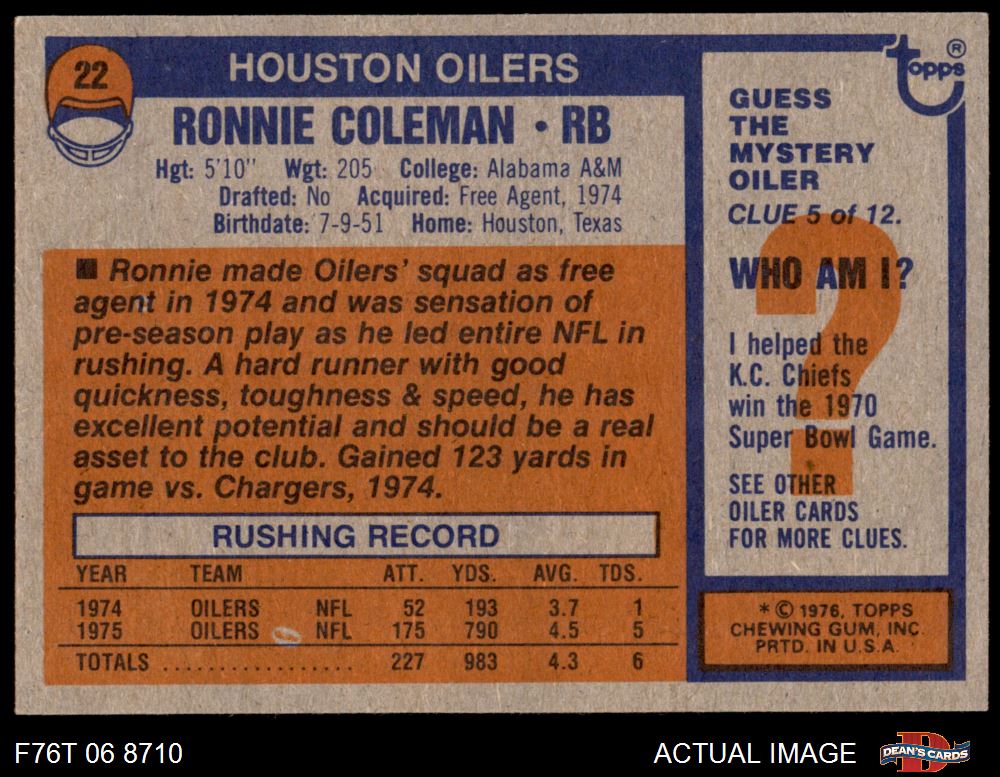 22
HOUSTON OILERS
RONNIE COLEMAN • RB
Hgt: 5'10" Wgt: 205 College: Alabama A&M
Drafted: No Acquired: Free Agent, 1974
Birthdate: 7-9-51 Home: Houston, Texas
■ Ronnie made Oilers' squad as free
agent in 1974 and was sensation of
pre-season play as he led entire NFL in
rushing. A hard runner with good
quickness, toughness & speed, he has
excellent potential and should be a real
asset to the club. Gained 123 yards in
game vs. Chargers, 1974.
RUSHING RECORD
YEAR TEAM ATT. YDS. AVG. TDS.
1974 OILERS NFL 52 193 3.7 1
1975 OILERS NFL 175 790 4.5 5
TOTALS .................. 227 983 4.3 6
topps ®
GUESS
THE
MYSTERY
OILER
CLUE 5 of 12.
WHO AM I?
?
I helped the
K.C. Chiefs
win the 1970
Super Bowl Game.
SEE OTHER
OILER CARDS
FOR MORE CLUES.
* © 1976, TOPPS
CHEWING GUM, INC.
PRTD. IN U.S.A.
F76T 06 8710
ACTUAL IMAGE
D
DEAN'S CARDS